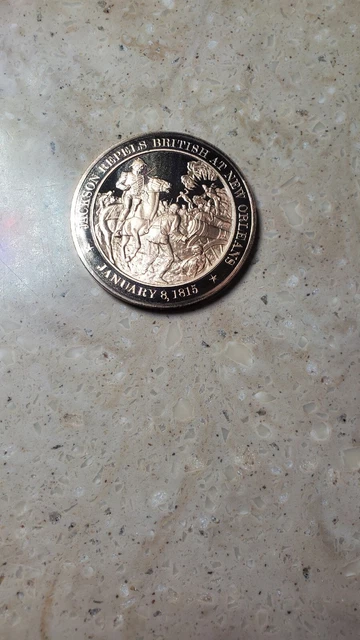 JACKSON REPELS BRITISH AT NEW ORLEANS
JANUARY 8, 1815